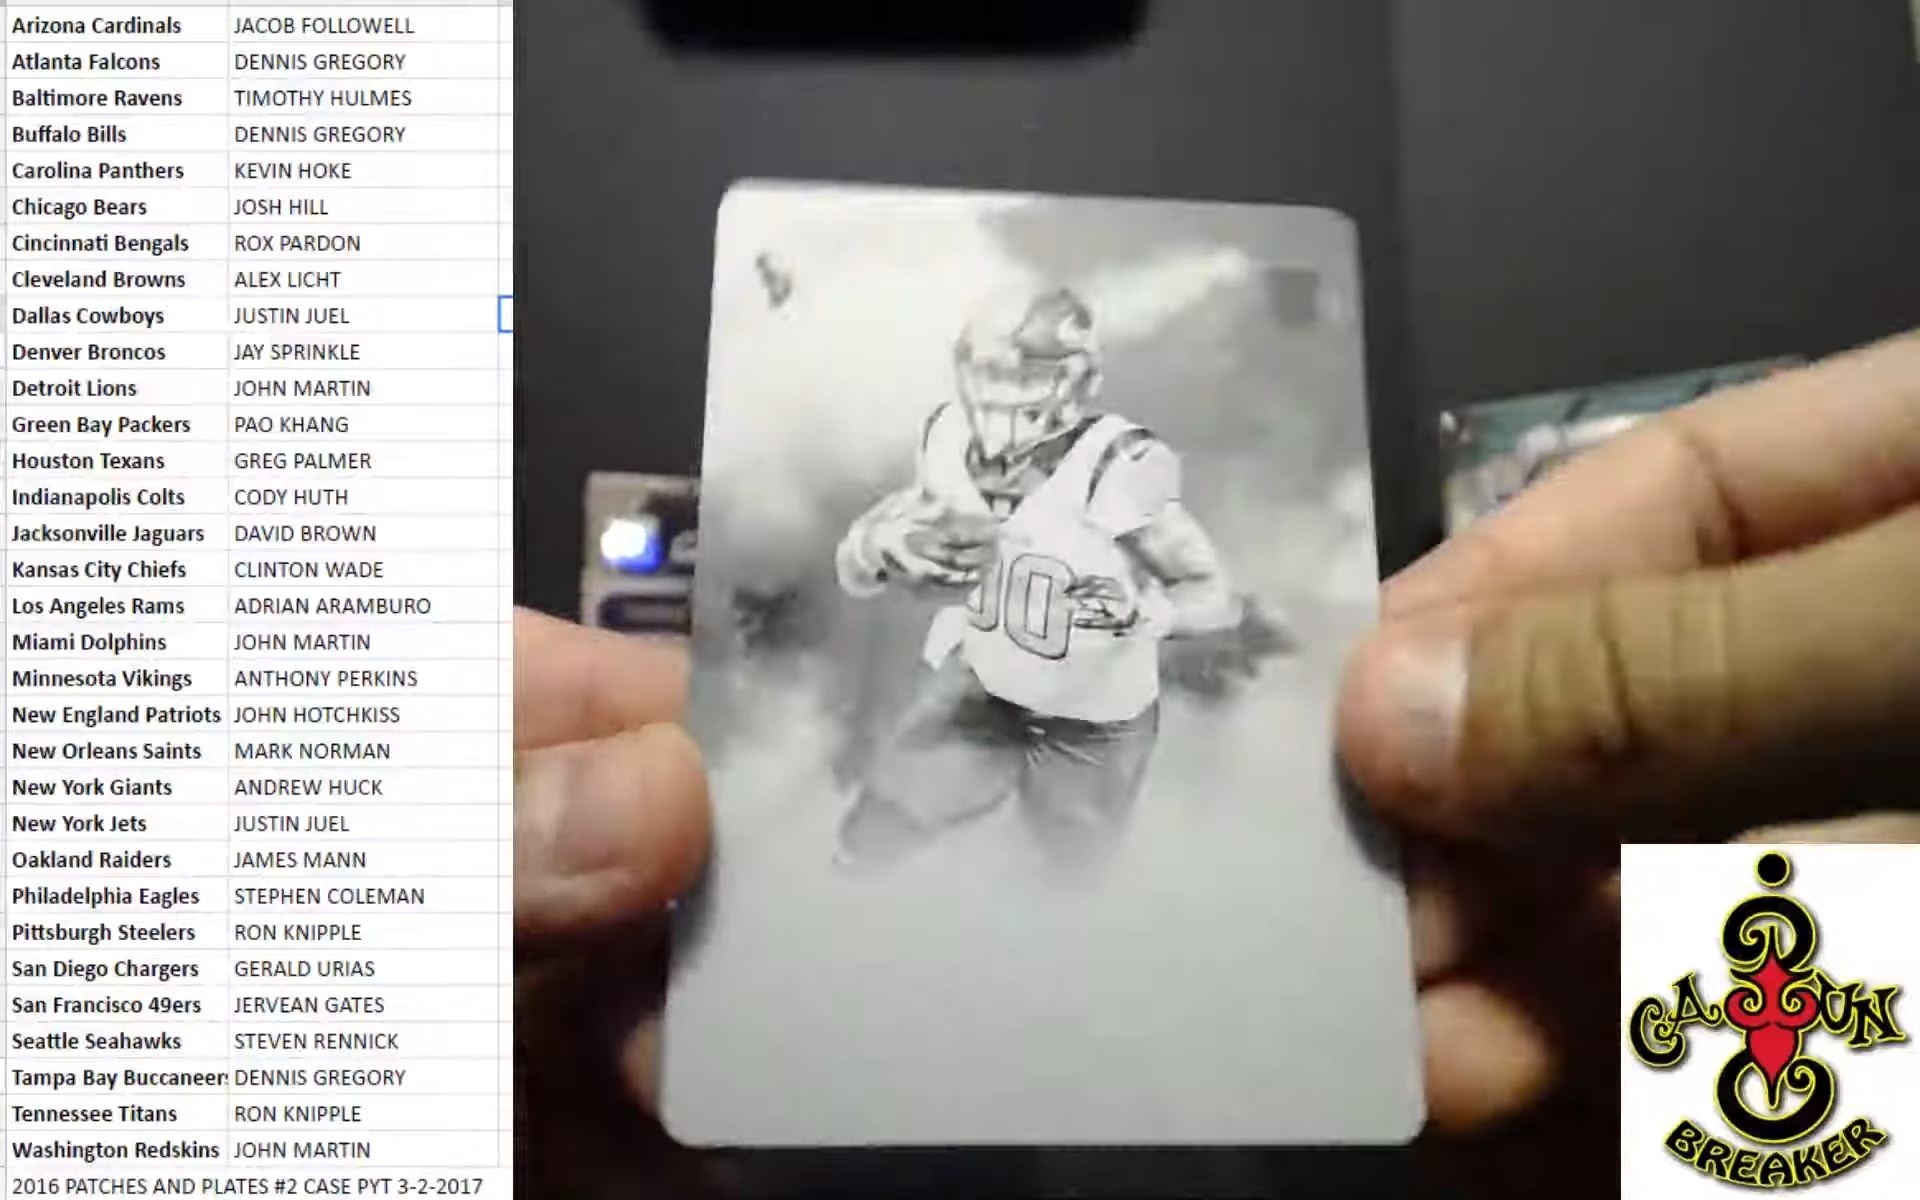 Arizona Cardinals JACOB FOLLOWELL
Atlanta Falcons DENNIS GREGORY
Baltimore Ravens TIMOTHY HULMES
Buffalo Bills DENNIS GREGORY
Carolina Panthers KEVIN HOKE
Chicago Bears JOSH HILL
Cincinnati Bengals ROX PARDON
Cleveland Browns ALEX LICHT
Dallas Cowboys JUSTIN JUEL
Denver Broncos JAY SPRINKLE
Detroit Lions JOHN MARTIN
Green Bay Packers PAO KHANG
Houston Texans GREG PALMER
Indianapolis Colts CODY HUTH
Jacksonville Jaguars DAVID BROWN
Kansas City Chiefs CLINTON WADE
Los Angeles Rams ADRIAN ARAMBURO
Miami Dolphins JOHN MARTIN
Minnesota Vikings ANTHONY PERKINS
New England Patriots JOHN HOTCHKISS
New Orleans Saints MARK NORMAN
New York Giants ANDREW HUCK
New York Jets JUSTIN JUEL
Oakland Raiders JAMES MANN
Philadelphia Eagles STEPHEN COLEMAN
Pittsburgh Steelers RON KNIPPLE
San Diego Chargers GERALD URIAS
San Francisco 49ers JERVEAN GATES
Seattle Seahawks STEVEN RENNICK
Tampa Bay Buccaneers DENNIS GREGORY
Tennessee Titans RON KNIPPLE
Washington Redskins JOHN MARTIN
2016 PATCHES AND PLATES #2 CASE PYT 3-2-2017
CAJUN
BREAKER